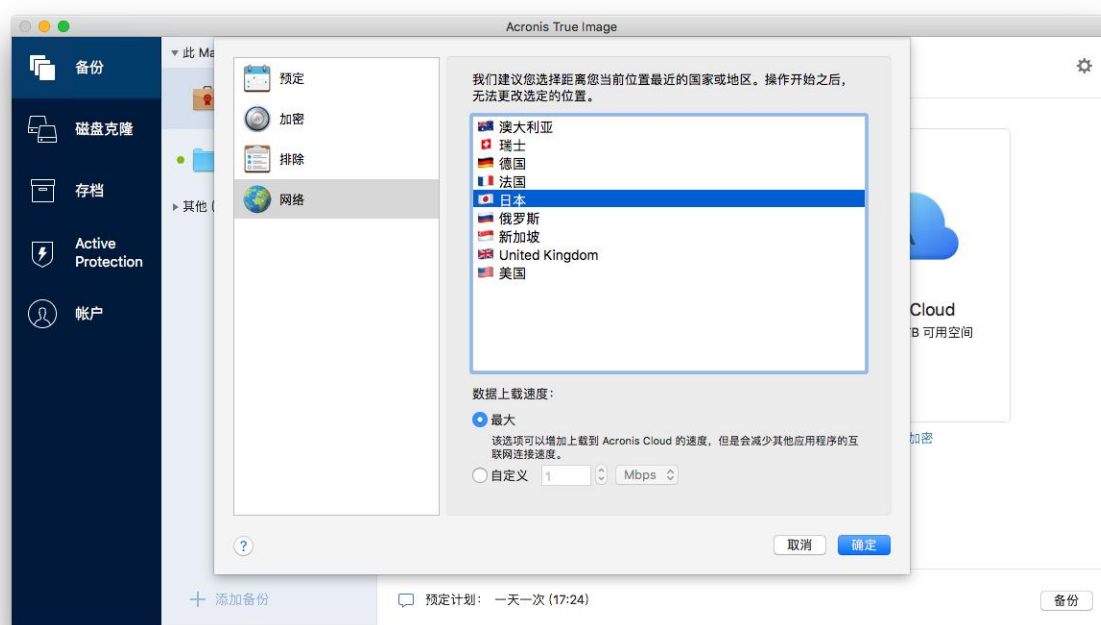 Acronis True Image
备份
磁盘克隆
存档
Active
Protection
帐户
▼ 此 Ma
▶ 其他 (
预定
加密
排除
网络
我们建议您选择距离您当前位置最近的国家或地区。操作开始之后，
无法更改选定的位置。
澳大利亚
瑞士
德国
法国
日本
俄罗斯
新加坡
United Kingdom
美国
数据上载速度：
最大
该选项可以增加上载到 Acronis Cloud 的速度，但是会减少其他应用程序的互
联网连接速度。
自定义 1 Mbps
?
取消
确定
Cloud
B 可用空间
加密
添加备份
预定计划： 一天一次 (17:24)
备份